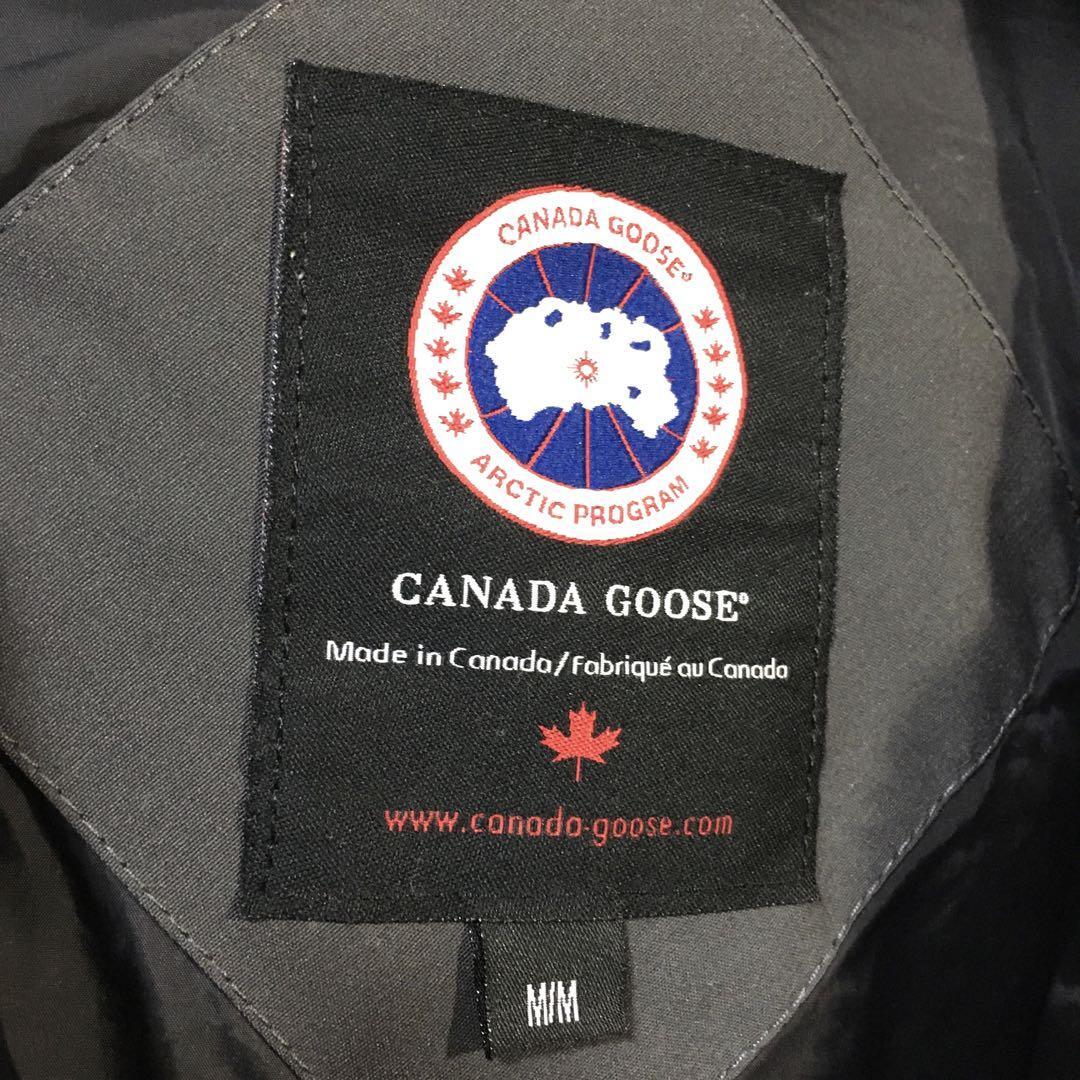 CANADA GOOSE®
ARCTIC PROGRAM
CANADA GOOSE®
Made in Canada/Fabriqué au Canada
www.canada-goose.com
M/M